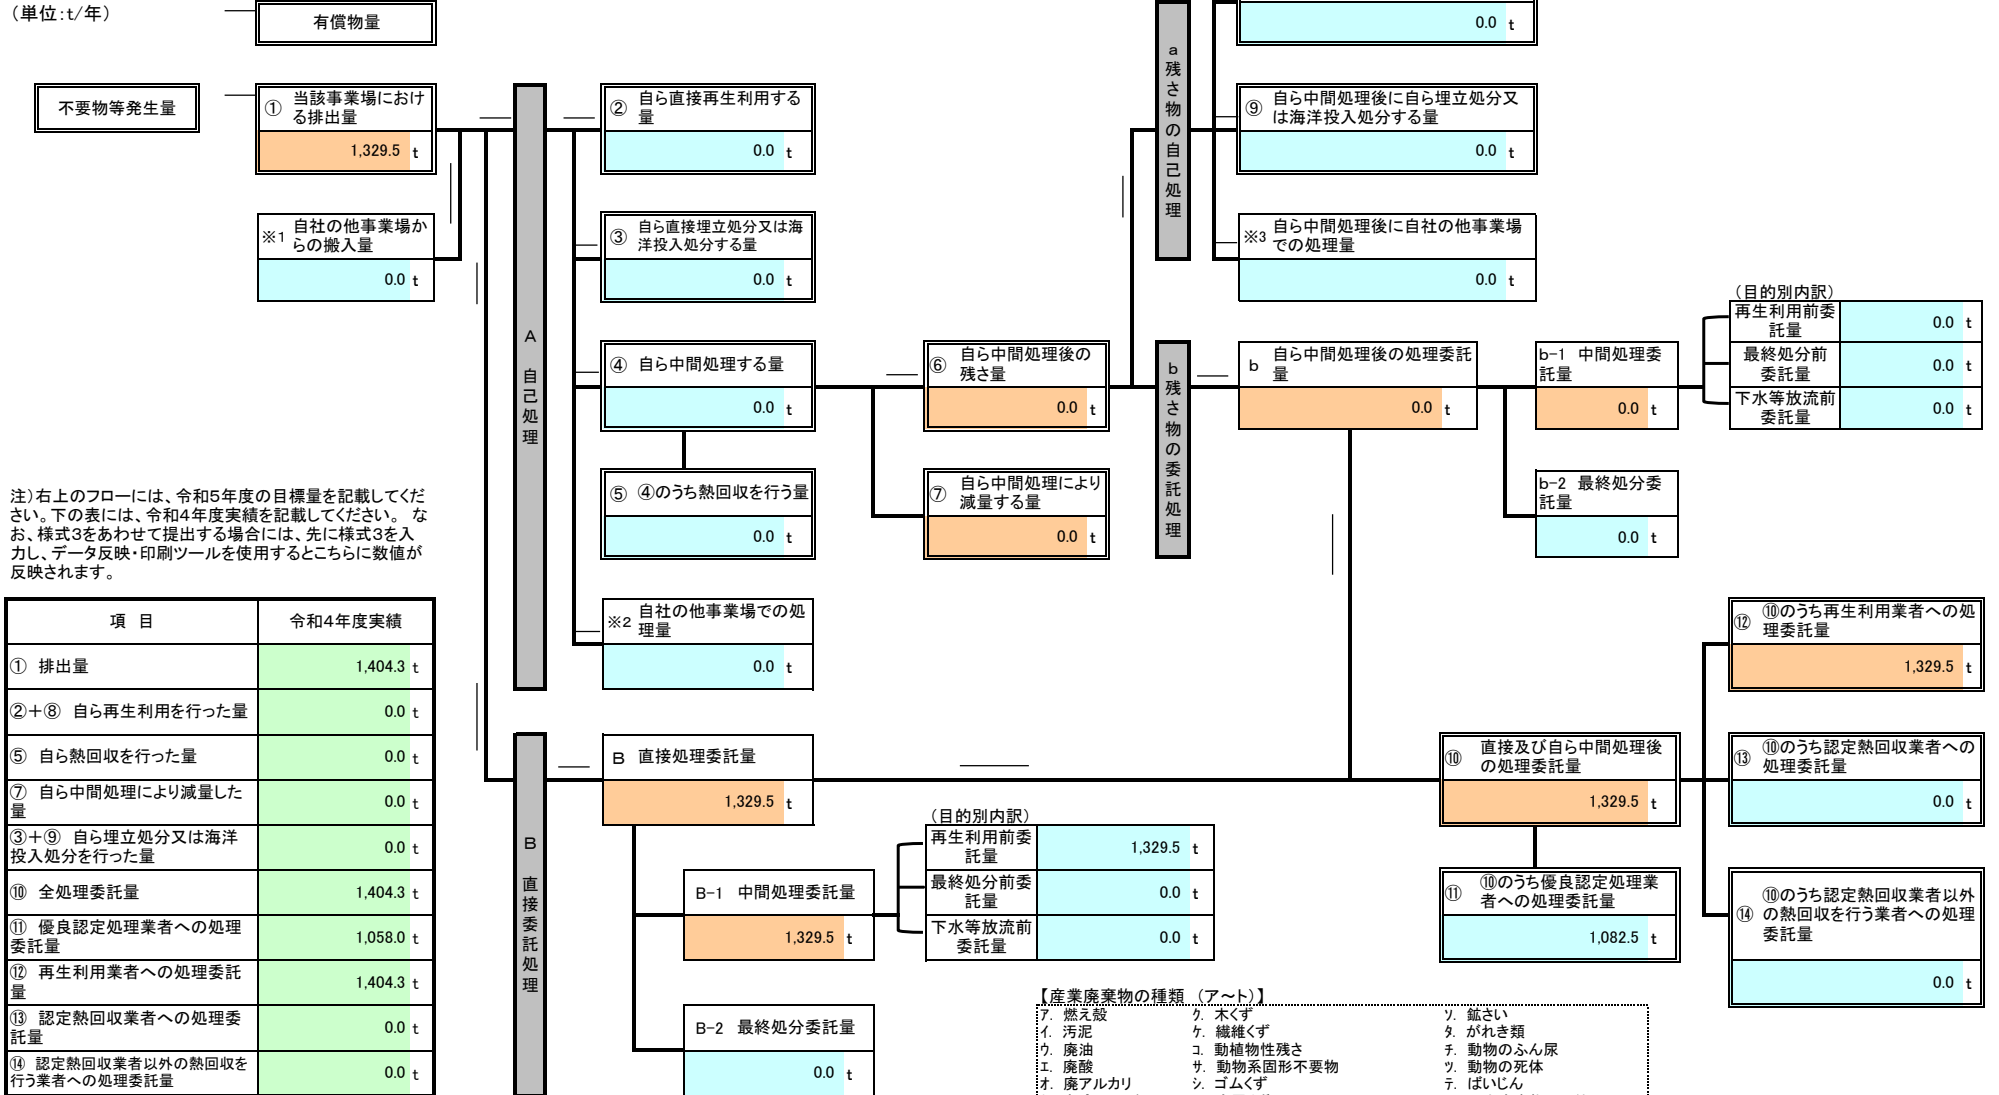 （単位：t/年）
有償物量
0.0 t
不要物等発生量
① 当該事業場におけ
る排出量
1,329.5 t
※1 自社の他事業場か
らの搬入量
0.0 t
A 自己処理
② 自ら直接再生利用する
量
0.0 t
③ 自ら直接埋立処分又は海
洋投入処分する量
0.0 t
④ 自ら中間処理する量
0.0 t
⑤ ④のうち熱回収を行う量
0.0 t
※2 自社の他事業場での処
理量
0.0 t
⑥ 自ら中間処理後の
残さ量
0.0 t
⑦ 自ら中間処理により
減量する量
0.0 t
a 残さ物の自己処理
⑨ 自ら中間処理後に自ら埋立処分又
は海洋投入処分する量
0.0 t
※3 自ら中間処理後に自社の他事業場
での処理量
0.0 t
b 残さ物の委託処理
b 自ら中間処理後の処理委託
量
0.0 t
b-1 中間処理委
託量
0.0 t
b-2 最終処分委
託量
0.0 t
（目的別内訳）
再生利用前委
託量
0.0 t
最終処分前
委託量
0.0 t
下水等放流前
委託量
0.0 t
注）右上のフローには、令和5年度の目標量を記載してくだ
さい。下の表には、令和4年度実績を記載してください。 な
お、様式3をあわせて提出する場合には、先に様式3を入
力し、データ反映・印刷ツールを使用するとこちらに数値が
反映されます。
項 目 令和4年度実績
① 排出量 1,404.3 t
②＋⑧ 自ら再生利用を行った量 0.0 t
⑤ 自ら熱回収を行った量 0.0 t
⑦ 自ら中間処理により減量した
量 0.0 t
③＋⑨ 自ら埋立処分又は海洋
投入処分を行った量 0.0 t
⑩ 全処理委託量 1,404.3 t
⑪ 優良認定処理業者への処理
委託量 1,058.0 t
⑫ 再生利用業者への処理委託
量 1,404.3 t
⑬ 認定熱回収業者への処理委
託量 0.0 t
⑭ 認定熱回収業者以外の熱回収を
行う業者への処理委託量 0.0 t
B 直接委託処理
B 直接処理委託量
1,329.5 t
B-1 中間処理委託量
1,329.5 t
B-2 最終処分委託量
0.0 t
（目的別内訳）
再生利用前委
託量
1,329.5 t
最終処分前委
託量
0.0 t
下水等放流前
委託量
0.0 t
⑩ 直接及び自ら中間処理後
の処理委託量
1,329.5 t
⑪ ⑩のうち優良認定処理業
者への処理委託量
1,082.5 t
⑫ ⑩のうち再生利用業者への処
理委託量
1,329.5 t
⑬ ⑩のうち認定熱回収業者への
処理委託量
0.0 t
⑭ ⑩のうち認定熱回収業者以外
の熱回収を行う業者への処理
委託量
0.0 t
【産業廃棄物の種類 （ア～ト）】
ア. 燃え殻 ク. 木くず ソ. 鉱さい
イ. 汚泥 ケ. 繊維くず タ. がれき類
ウ. 廃油 コ. 動植物性残さ チ. 動物のふん尿
エ. 廃酸 サ. 動物系固形不要物 ツ. 動物の死体
オ. 廃アルカリ シ. ゴムくず テ. ばいじん